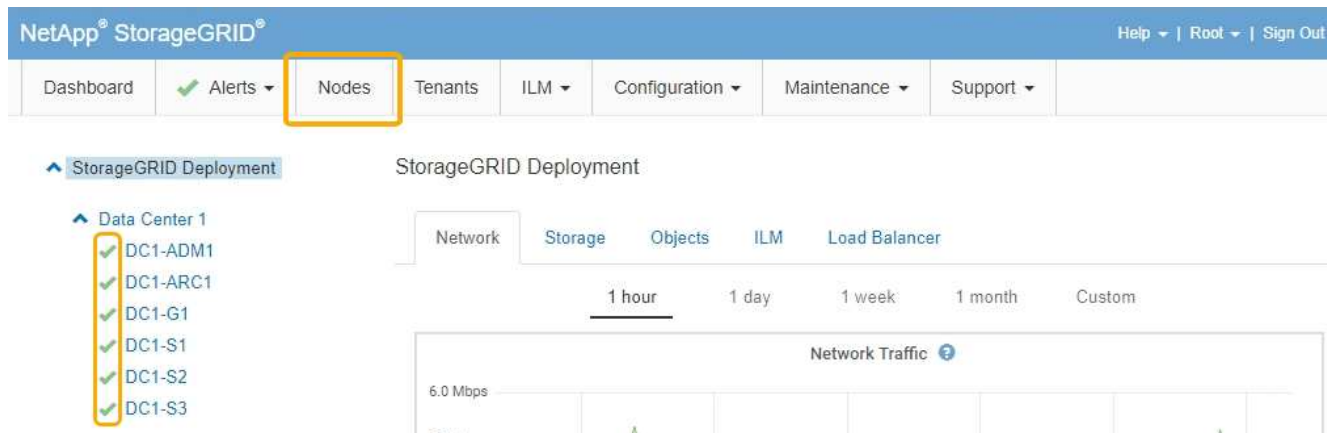 NetApp® StorageGRID®
Help | Root | Sign Out
Dashboard Alerts Nodes Tenants ILM Configuration Maintenance Support
StorageGRID Deployment
Data Center 1
DC1-ADM1
DC1-ARC1
DC1-G1
DC1-S1
DC1-S2
DC1-S3
StorageGRID Deployment
Network Storage Objects ILM Load Balancer
1 hour 1 day 1 week 1 month Custom
Network Traffic ?
6.0 Mbps